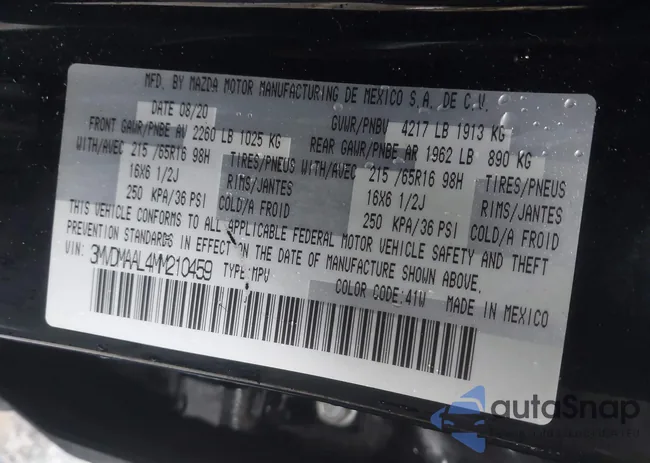 MFD. BY MAZDA MOTOR MANUFACTURING DE MEXICO S.A. DE C.V.
DATE 08/20 GVWR/PNBV 4217 LB 1913 KG
FRONT GAWR/PNBE AV 2260 LB 1025 KG REAR GAWR/PNBE AR 1962 LB 890 KG
WITH/AVEC 215 /65R16 98H TIRES/PNEUS WITH/AVEC 215 /65R16 98H TIRES/PNEUS
16X6 1/2J RIMS/JANTES 16X6 1/2J RIMS/JANTES
250 KPA/36 PSI COLD/A FROID 250 KPA/36 PSI COLD/A FROID
THIS VEHICLE CONFORMS TO ALL APPLICABLE FEDERAL MOTOR VEHICLE SAFETY AND THEFT
PREVENTION STANDARDS IN EFFECT ON THE DATE OF MANUFACTURE SHOWN ABOVE.
VIN: 3MVDMAAL4MM210459 TYPE:MPV
COLOR CODE:41W MADE IN MEXICO
autoSnap